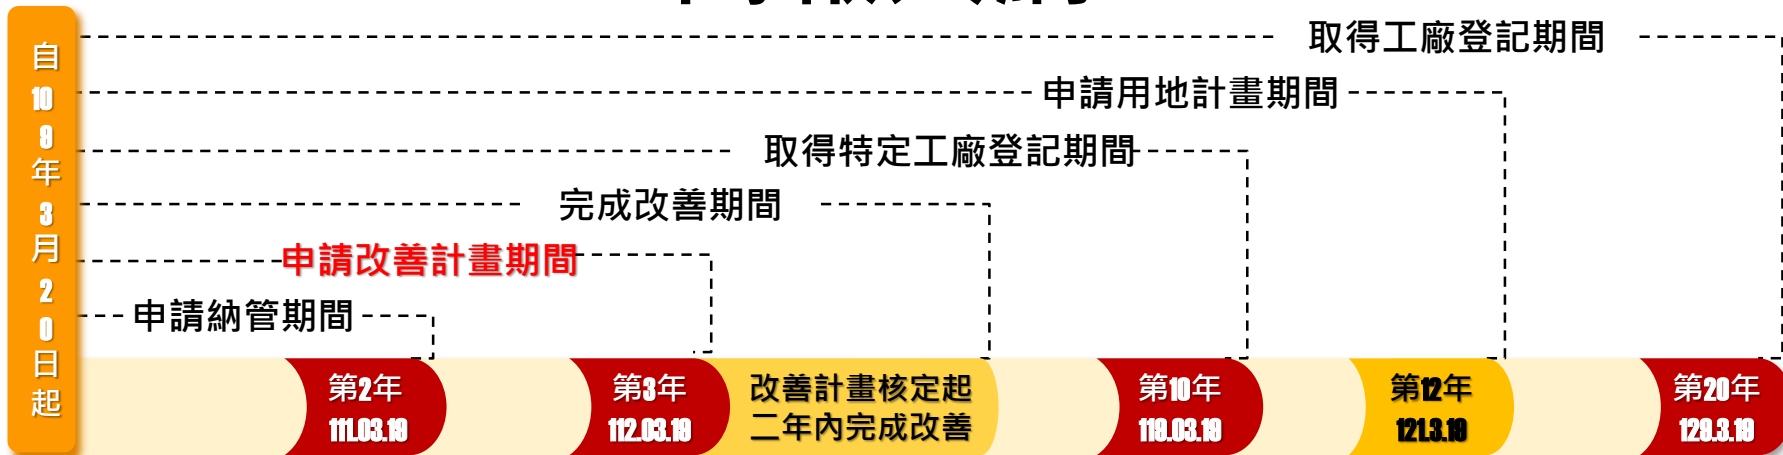 自109年3月20日起
取得工廠登記期間
申請用地計畫期間
取得特定工廠登記期間
完成改善期間
申請改善計畫期間
申請納管期間
第2年
111.03.19
第3年
112.03.19
改善計畫核定起
二年內完成改善
第10年
119.03.19
第12年
121.3.19
第20年
129.3.19